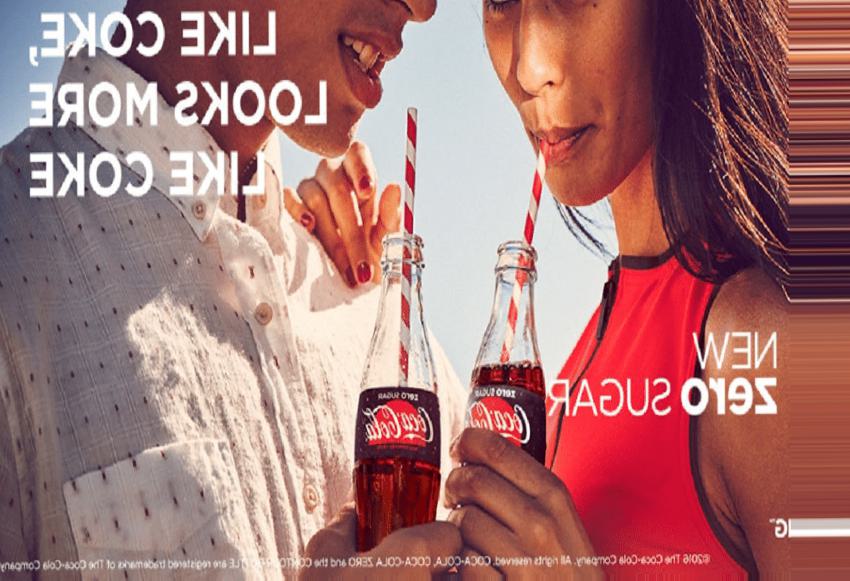 LIKE COKE,
LOOKS MORE
LIKE COKE
NEW
zero SUGAR
zero SUGAR
Coca-Cola
zero SUGAR
Coca-Cola
©2016 The Coca-Cola Company. All rights reserved. COCA-COLA, COCA-COLA ZERO and the CONTOUR BOTTLE are registered trademarks of The Coca-Cola Company